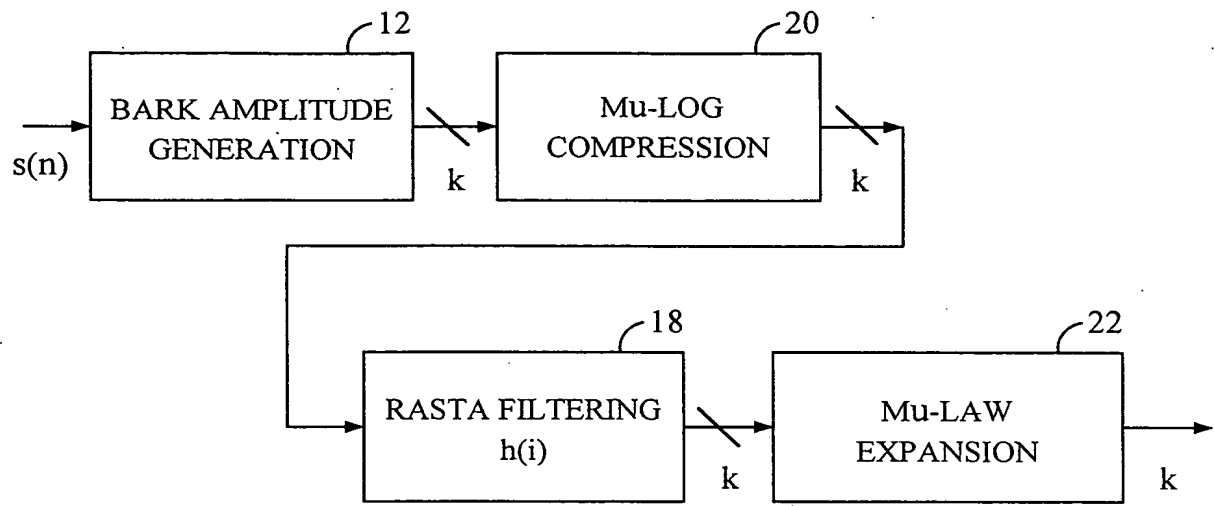 12
20
BARK AMPLITUDE
GENERATION
Mu-LOG
COMPRESSION
s(n)
k
k
18
22
RASTA FILTERING
h(i)
Mu-LAW
EXPANSION
k
k